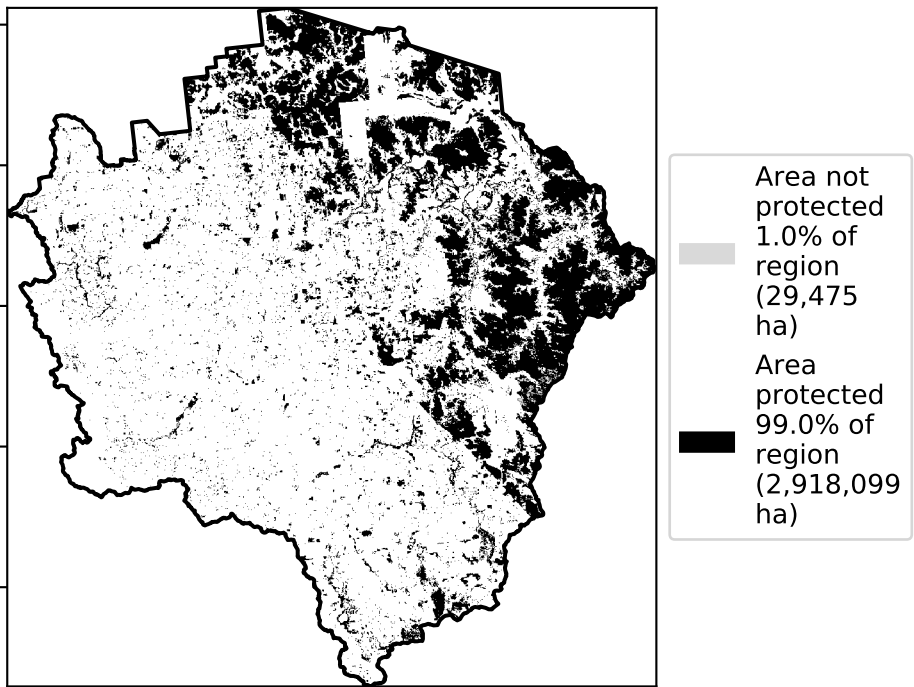 Area not
protected
1.0% of
region
(29,475
ha)
Area
protected
99.0% of
region
(2,918,099
ha)